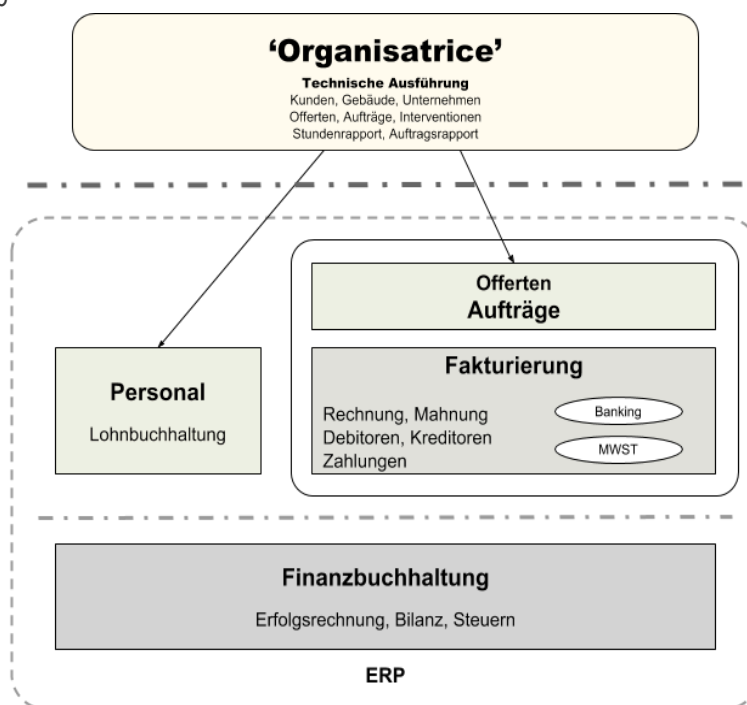 ‘Organisatrice’
Technische Ausführung
Kunden, Gebäude, Unternehmen
Offerten, Aufträge, Interventionen
Stundenrapport, Auftragsrapport
Offerten
Aufträge
Personal
Lohnbuchhaltung
Fakturierung
Rechnung, Mahnung
Debitoren, Kreditoren
Zahlungen
Banking
MWST
Finanzbuchhaltung
Erfolgsrechnung, Bilanz, Steuern
ERP